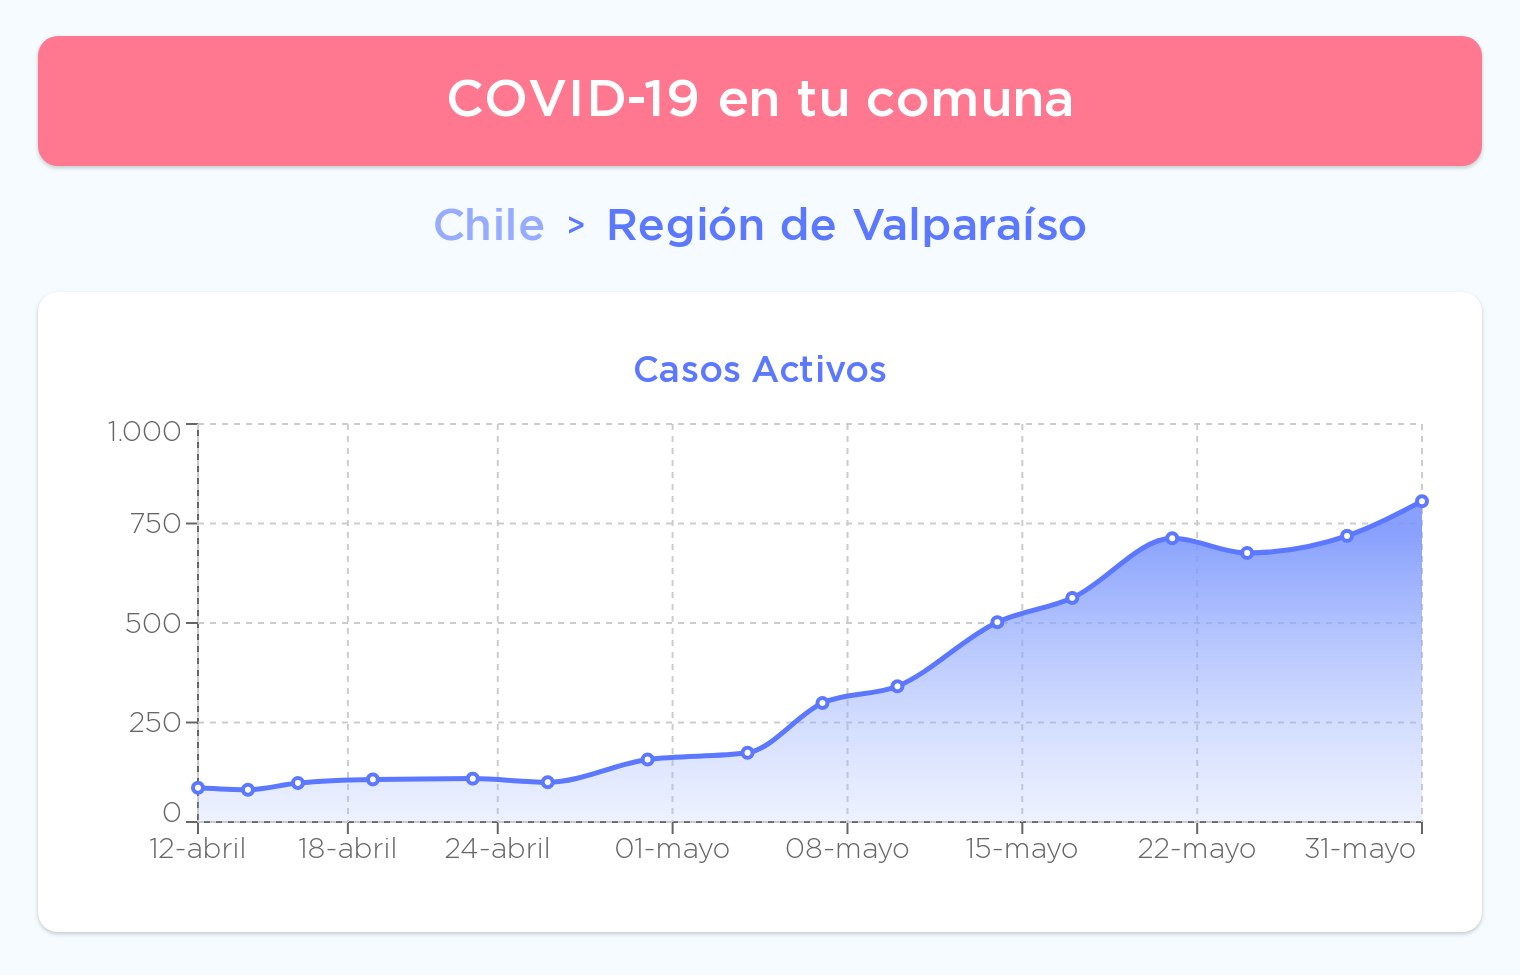 COVID-19 en tu comuna
Chile > Región de Valparaíso
Casos Activos
1.000
750
500
250
0
12-abril 18-abril 24-abril 01-mayo 08-mayo 15-mayo 22-mayo 31-mayo